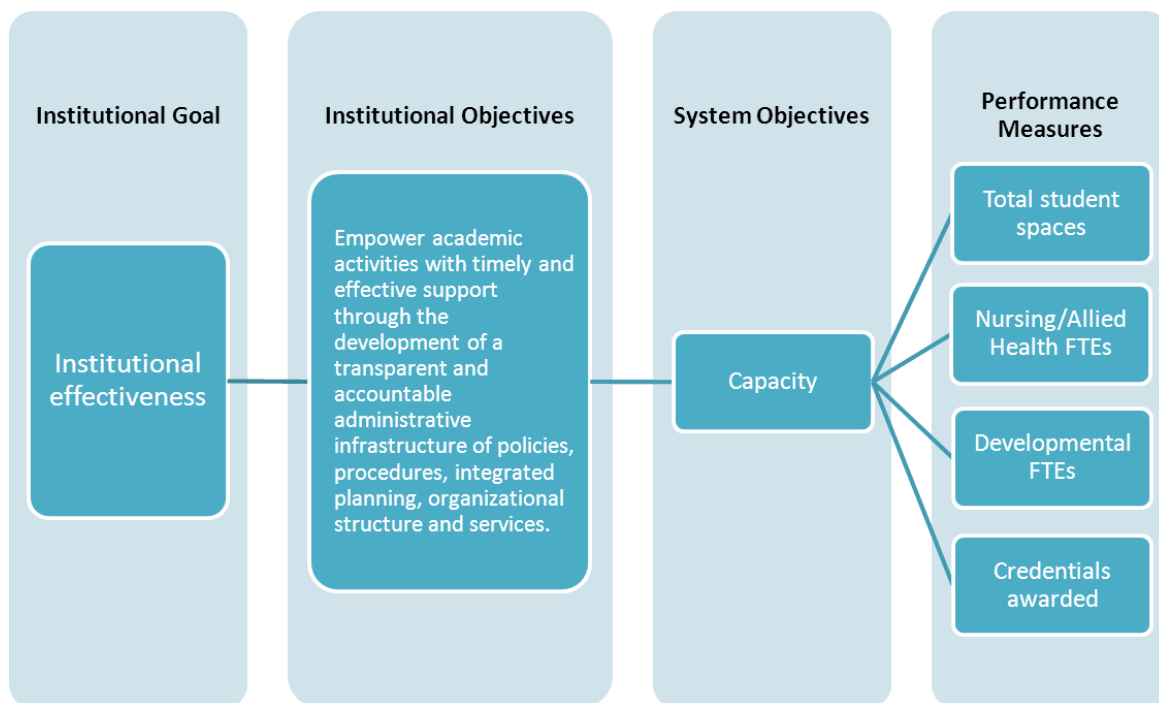 Institutional Goal
Institutional effectiveness
Institutional Objectives
Empower academic
activities with timely and
effective support
through the
development of a
transparent and
accountable
administrative
infrastructure of policies,
procedures, integrated
planning, organizational
structure and services.
System Objectives
Capacity
Performance
Measures
Total student
spaces
Nursing/Allied
Health FTEs
Developmental
FTEs
Credentials
awarded